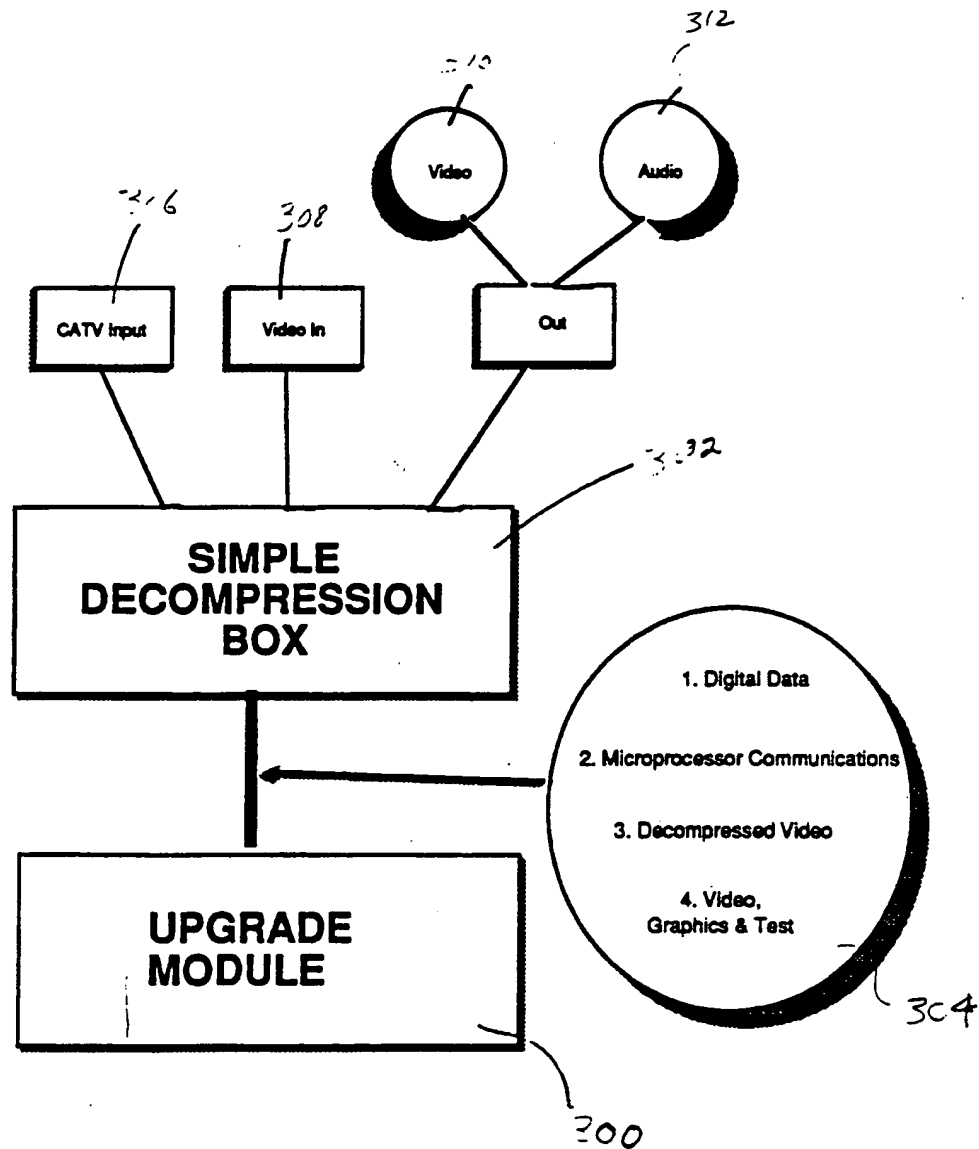 312
Video
Audio
308
CATV Input
Video In
Out
SIMPLE
DECOMPRESSION
BOX
1. Digital Data
2. Microprocessor Communications
3. Decompressed Video
4. Video,
Graphics & Test
UPGRADE
MODULE
304
300